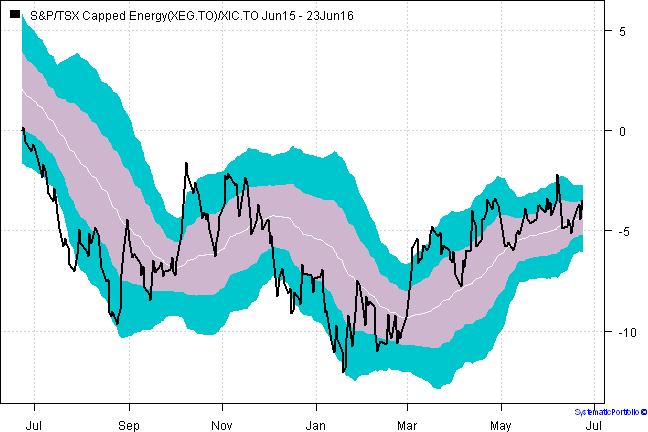 S&P/TSX Capped Energy(XEG.TO)/XIC.TO Jun15 - 23Jun16
5
0
-5
-10
SystematicPortfolio ©
Jul Sep Nov Jan Mar May Jul